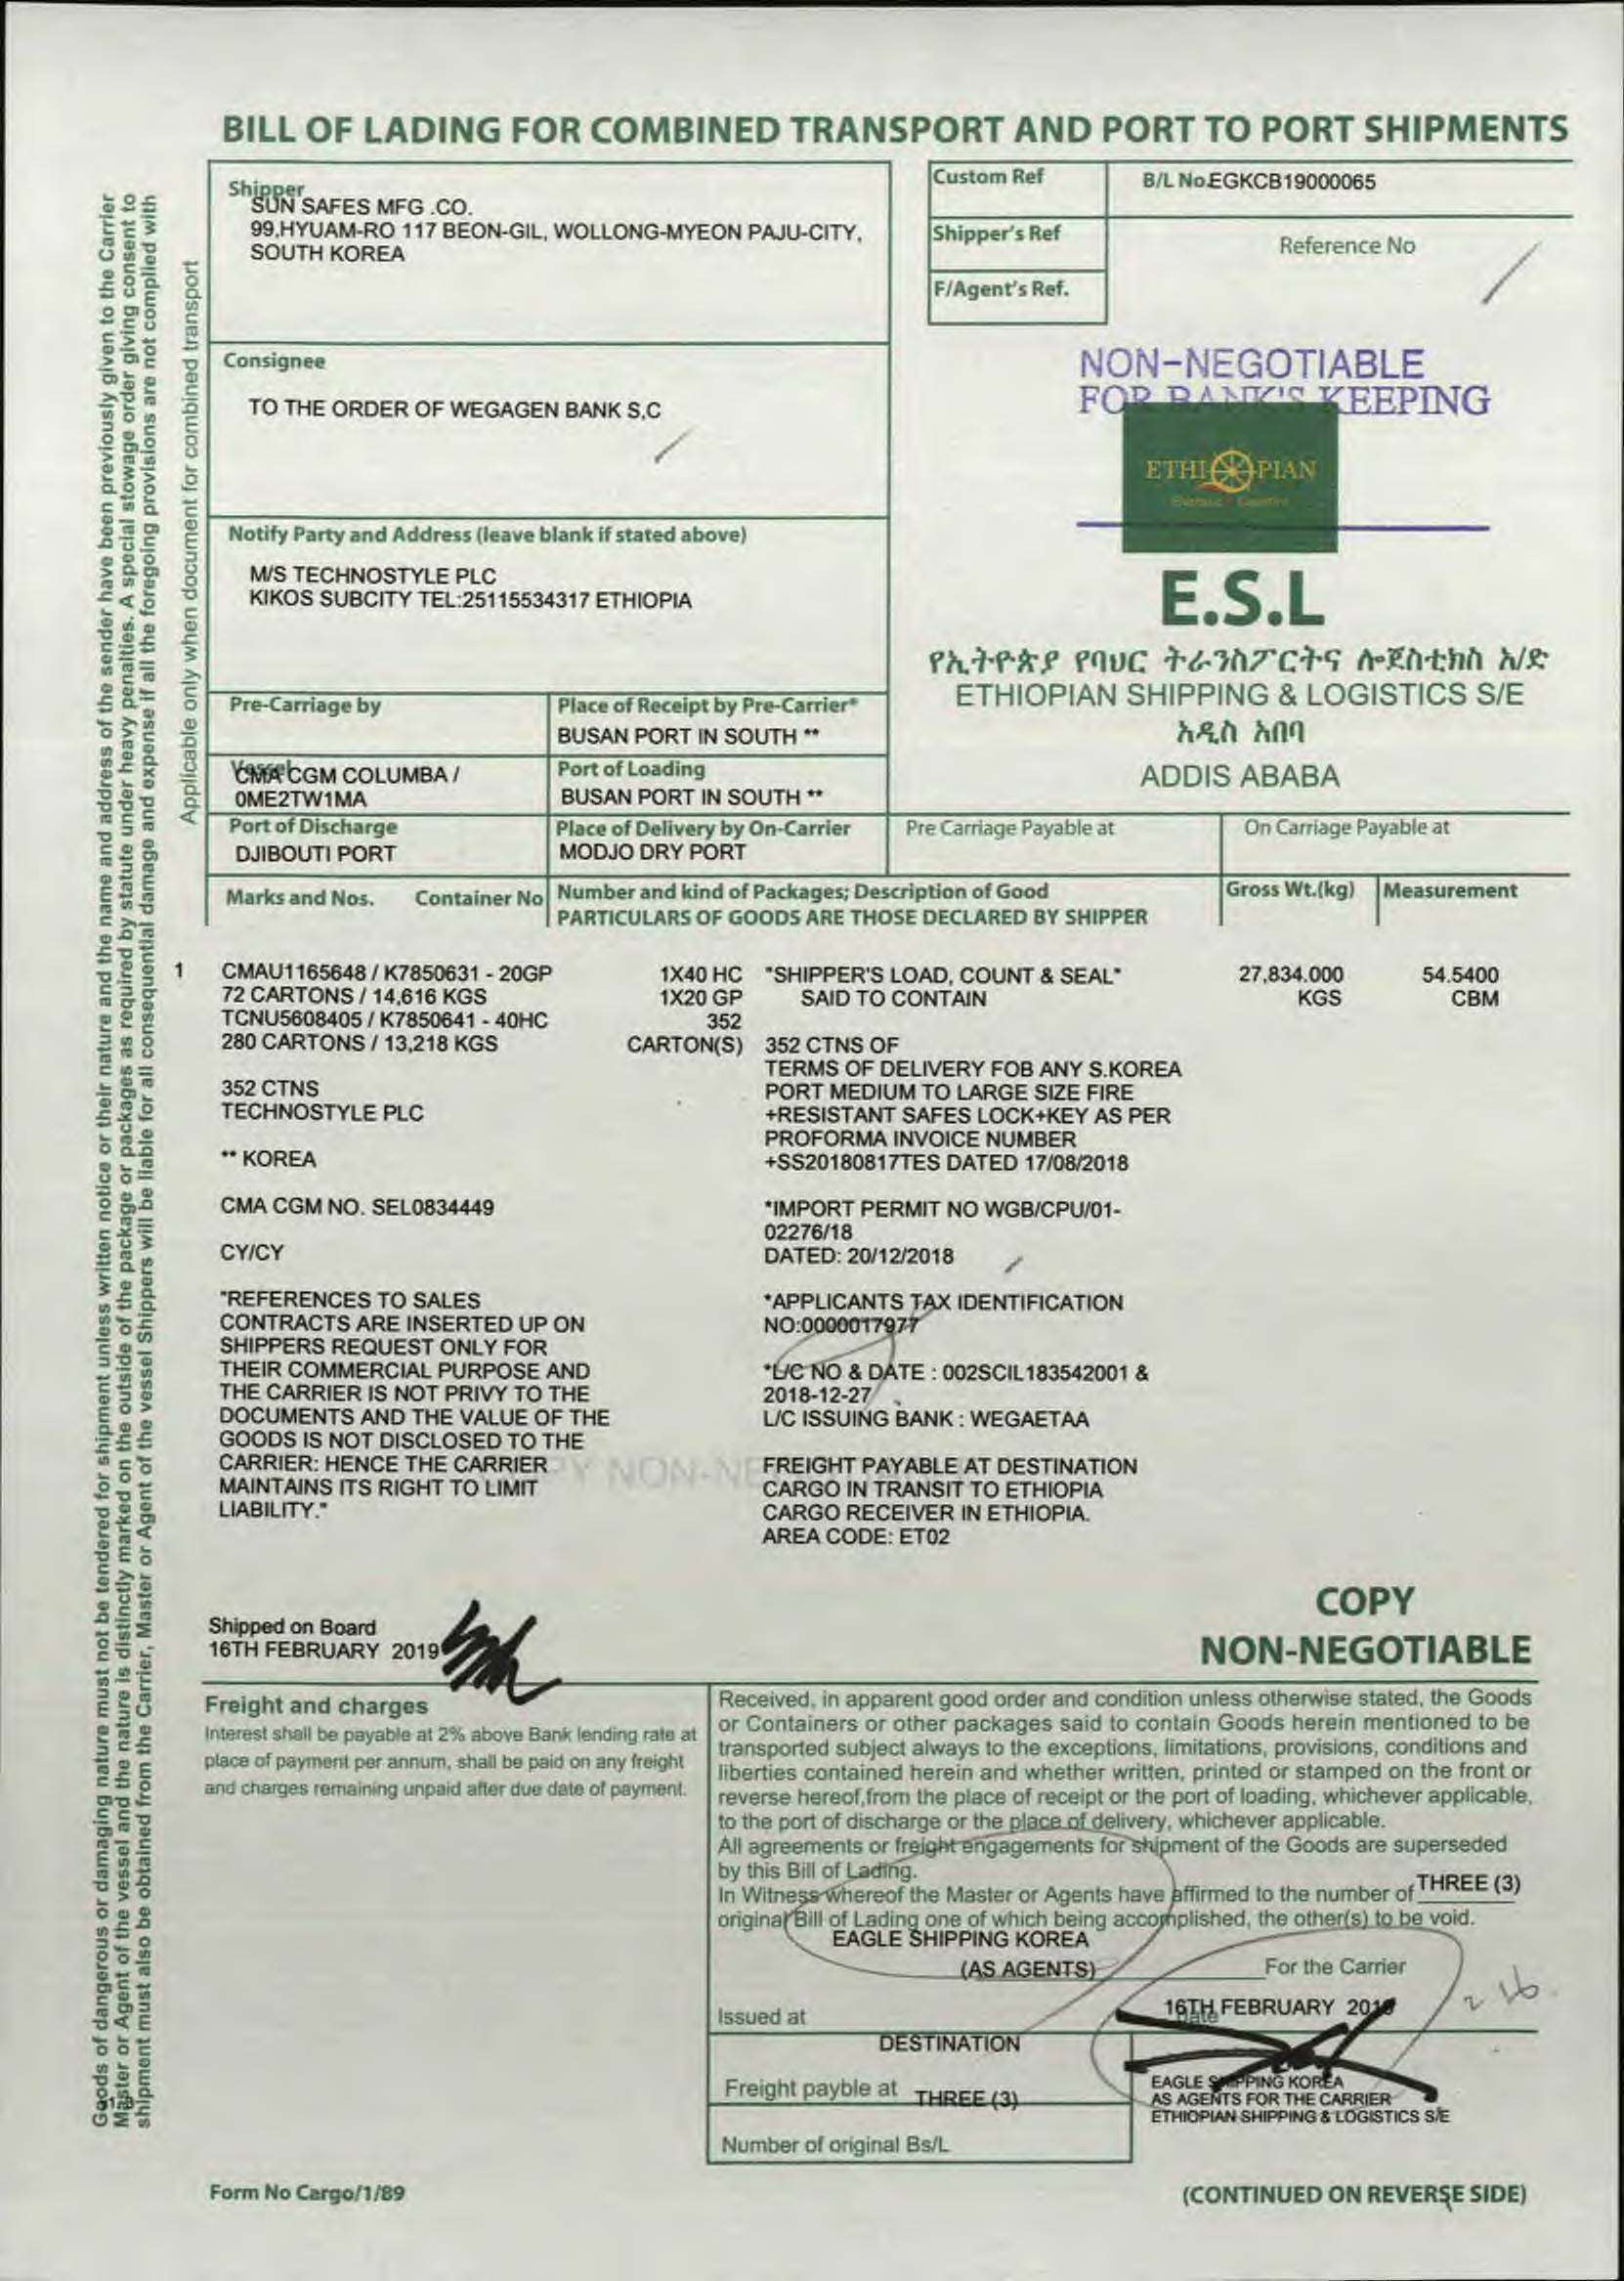 BILL OF LADING FOR COMBINED TRANSPORT AND PORT TO PORT SHIPMENTS
Shipper
SUN SAFES MFG .CO.
99,HYUAM-RO 117 BEON-GIL, WOLLONG-MYEON PAJU-CITY,
SOUTH KOREA
Custom Ref
B/L No.EGKCB19000065
Shipper's Ref
Reference No
F/Agent's Ref.
Consignee
TO THE ORDER OF WEGAGEN BANK S,C
NON-NEGOTIABLE
FOR BANK'S KEEPING
ETHIOPIAN
Notify Party and Address (leave blank if stated above)
M/S TECHNOSTYLE PLC
KIKOS SUBCITY TEL:25115534317 ETHIOPIA
E.S.L
የኢትዮጵያ የባህር ትራንስፖርትና ሎጀስቲክስ አ/ድ
ETHIOPIAN SHIPPING & LOGISTICS S/E
አዲስ አበባ
ADDIS ABABA
Pre-Carriage by
Place of Receipt by Pre-Carrier*
BUSAN PORT IN SOUTH **
Vessel
CMA CGM COLUMBA /
0ME2TW1MA
Port of Loading
BUSAN PORT IN SOUTH **
Port of Discharge
DJIBOUTI PORT
Place of Delivery by On-Carrier
MODJO DRY PORT
Pre Carriage Payable at
On Carriage Payable at
Marks and Nos. Container No
Number and kind of Packages; Description of Good
PARTICULARS OF GOODS ARE THOSE DECLARED BY SHIPPER
Gross Wt.(kg)
Measurement
1
CMAU1165648 / K7850631 - 20GP
72 CARTONS / 14,616 KGS
TCNU5608405 / K7850641 - 40HC
280 CARTONS / 13,218 KGS
352 CTNS
TECHNOSTYLE PLC
** KOREA
CMA CGM NO. SEL0834449
CY/CY
"REFERENCES TO SALES
CONTRACTS ARE INSERTED UP ON
SHIPPERS REQUEST ONLY FOR
THEIR COMMERCIAL PURPOSE AND
THE CARRIER IS NOT PRIVY TO THE
DOCUMENTS AND THE VALUE OF THE
GOODS IS NOT DISCLOSED TO THE
CARRIER: HENCE THE CARRIER
MAINTAINS ITS RIGHT TO LIMIT
LIABILITY."
1X40 HC
1X20 GP
352
CARTON(S)
"SHIPPER'S LOAD, COUNT & SEAL"
SAID TO CONTAIN
352 CTNS OF
TERMS OF DELIVERY FOB ANY S.KOREA
PORT MEDIUM TO LARGE SIZE FIRE
+RESISTANT SAFES LOCK+KEY AS PER
PROFORMA INVOICE NUMBER
+SS20180817TES DATED 17/08/2018
*IMPORT PERMIT NO WGB/CPU/01-
02276/18
DATED: 20/12/2018
*APPLICANTS TAX IDENTIFICATION
NO:0000017977
*L/C NO & DATE : 002SCIL183542001 &
2018-12-27
L/C ISSUING BANK : WEGAETAA
FREIGHT PAYABLE AT DESTINATION
CARGO IN TRANSIT TO ETHIOPIA
CARGO RECEIVER IN ETHIOPIA.
AREA CODE: ET02
27,834.000
KGS
54.5400
CBM
COPY
NON-NEGOTIABLE
Shipped on Board
16TH FEBRUARY 2019
Freight and charges
Interest shall be payable at 2% above Bank lending rate at
place of payment per annum, shall be paid on any freight
and charges remaining unpaid after due date of payment.
Received, in apparent good order and condition unless otherwise stated, the Goods
or Containers or other packages said to contain Goods herein mentioned to be
transported subject always to the exceptions, limitations, provisions, conditions and
liberties contained herein and whether written, printed or stamped on the front or
reverse hereof,from the place of receipt or the port of loading, whichever applicable,
to the port of discharge or the place of delivery, whichever applicable.
All agreements or freight engagements for shipment of the Goods are superseded
by this Bill of Lading.
In Witness whereof the Master or Agents have affirmed to the number of THREE (3)
original Bill of Lading one of which being accomplished, the other(s) to be void.
EAGLE SHIPPING KOREA
(AS AGENTS)
For the Carrier
Issued at
16TH FEBRUARY 2019
Date
DESTINATION
Freight payble at
THREE (3)
Number of original Bs/L
EAGLE SHIPPING KOREA
AS AGENTS FOR THE CARRIER
ETHIOPIAN SHIPPING & LOGISTICS S/E
Form No Cargo/1/89
(CONTINUED ON REVERSE SIDE)
Applicable only when document for combined transport
Goods of dangerous or damaging nature must not be tendered for shipment unless written notice or their nature and the name and address of the sender have been previously given to the Carrier
Master or Agent of the vessel and the nature is distinctly marked on the outside of the package or packages as required by statute under heavy penalties. A special stowage order giving consent to
shipment must also be obtained from the Carrier, Master or Agent of the vessel Shippers will be liable for all consequential damage and expense if all the foregoing provisions are not complied with